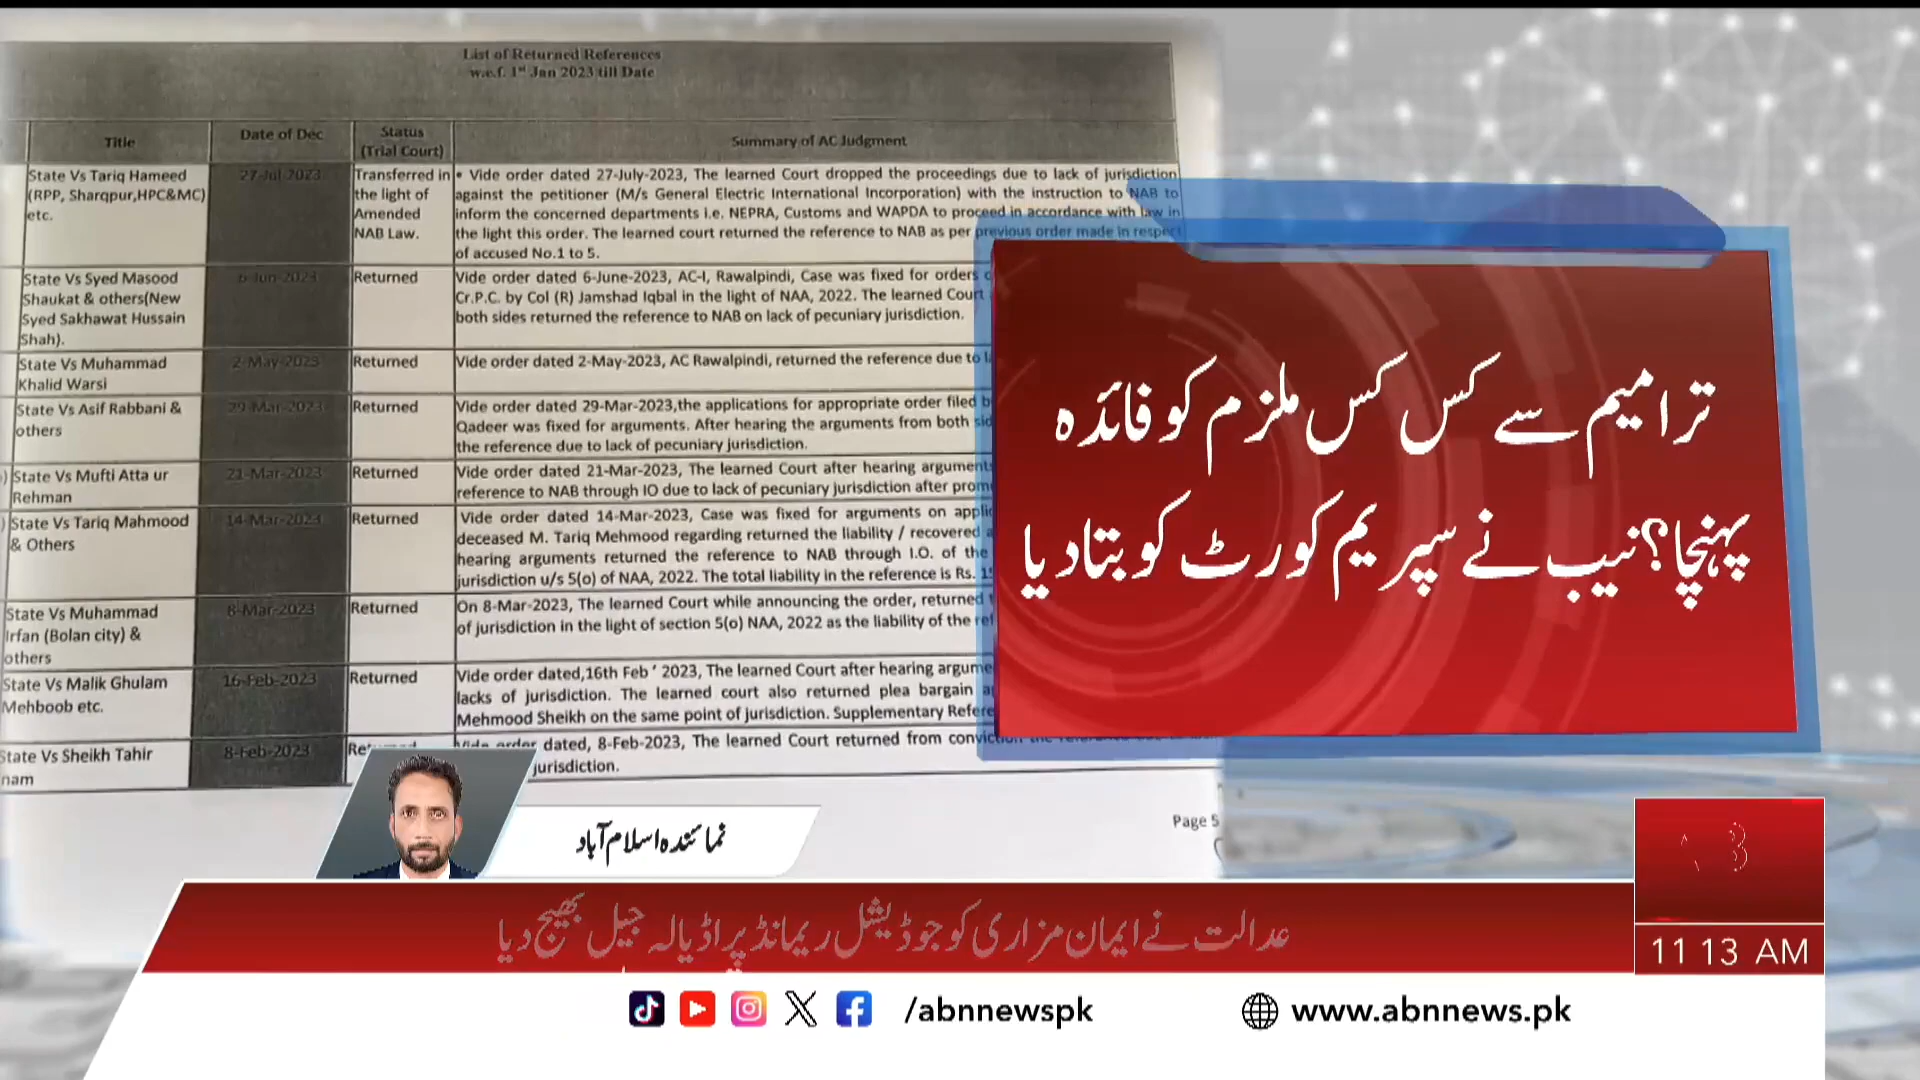 List of Returned References
w.e.f. 1st Jan 2023 till Date
Title
Date of Dec
Status
(Trial Court)
Summary of AC Judgment
State Vs Tariq Hameed
(RPP, Sharqpur,HPC&MC)
etc.
27-Jul-2023
Transferred in
the light of
Amended
NAB Law.
• Vide order dated 27-July-2023, The learned Court dropped the proceedings due to lack of jurisdiction
against the petitioner (M/s General Electric International Incorporation) with the instruction to NAB to
inform the concerned departments i.e. NEPRA, Customs and WAPDA to proceed in accordance with law in
the light this order. The learned court returned the reference to NAB as per previous order made in respect
of accused No.1 to 5.
State Vs Syed Masood
Shaukat & others(New
Syed Sakhawat Hussain
Shah).
6-Jun-2023
Returned
Vide order dated 6-June-2023, AC-I, Rawalpindi, Case was fixed for orders
Cr.P.C. by Col (R) Jamshad Iqbal in the light of NAA, 2022. The learned Court
both sides returned the reference to NAB on lack of pecuniary jurisdiction.
State Vs Muhammad
Khalid Warsi
2-May-2023
Returned
Vide order dated 2-May-2023, AC Rawalpindi, returned the reference due to
State Vs Asif Rabbani &
others
29-Mar-2023
Returned
Vide order dated 29-Mar-2023,the applications for appropriate order filed
Qadeer was fixed for arguments. After hearing the arguments from both
the reference due to lack of pecuniary jurisdiction.
State Vs Mufti Atta ur
Rehman
21-Mar-2023
Returned
Vide order dated 21-Mar-2023, The learned Court after hearing
reference to NAB through IO due to lack of pecuniary jurisdiction after
State Vs Tariq Mahmood
& Others
14-Mar-2023
Returned
Vide order dated 14-Mar-2023, Case was fixed for arguments on
deceased M. Tariq Mehmood regarding returned the liability / recovered
hearing arguments returned the reference to NAB through I.O. of the
jurisdiction u/s 5(o) of NAA, 2022. The total liability in the reference is Rs.
State Vs Muhammad
Irfan (Bolan city) &
others
8-Mar-2023
Returned
On 8-Mar-2023, The learned Court while announcing the order, returned
of jurisdiction in the light of section 5(o) NAA, 2022 as the liability of the
State Vs Malik Ghulam
Mehboob etc.
16-Feb-2023
Returned
Vide order dated,16th Feb ' 2023, The learned Court after hearing
lacks of jurisdiction. The learned court also returned plea bargain
Mehmood Sheikh on the same point of jurisdiction. Supplementary
State Vs Sheikh Tahir
8-Feb-2023
Vide order dated, 8-Feb-2023, The learned Court returned from
jurisdiction.
Page 5
ترامیم سے کس کس ملزم کو فائدہ
پہنچا؟ نیب نے سپریم کورٹ کو بتادیا
نمائندہ اسلام آباد
عدالت نے ایمان مزاری کو جوڈیشل ریمانڈ پر اڈیالہ جیل بھیج دیا
11 13 AM
/abnnewspk
www.abnnews.pk